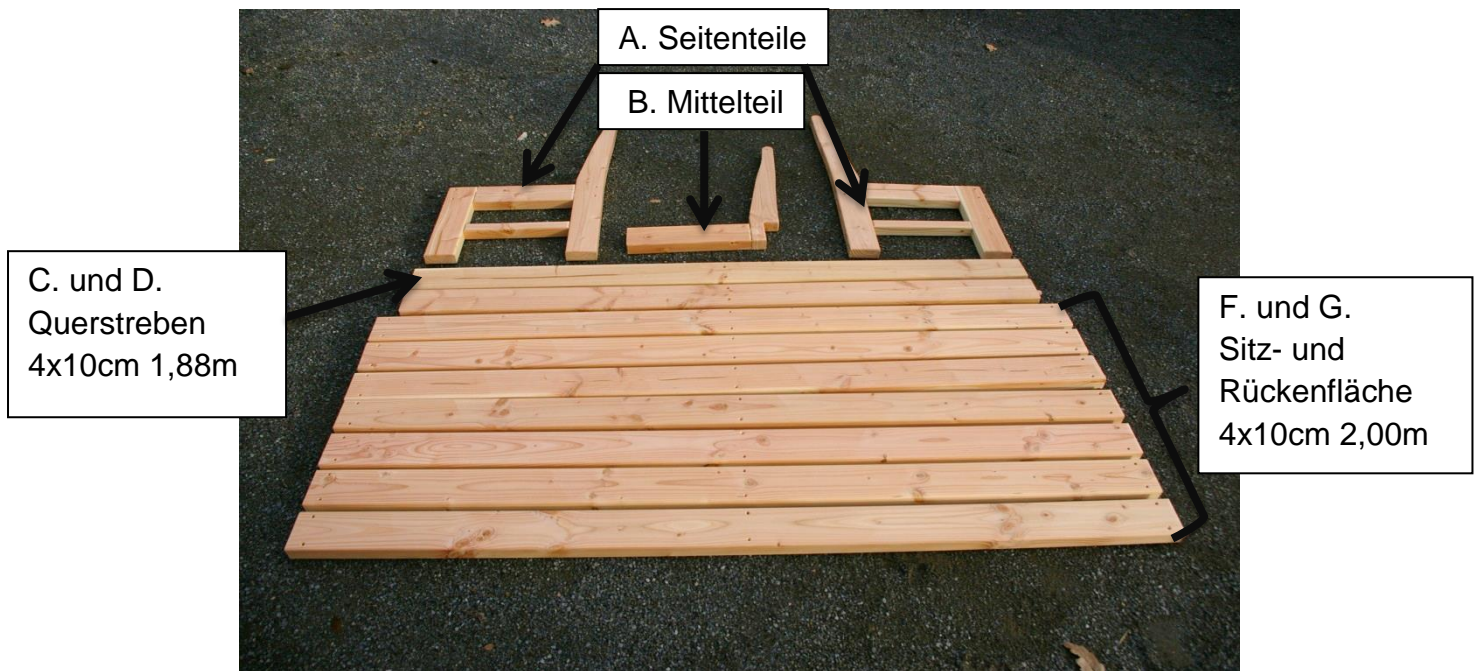 A. Seitenteile
B. Mittelteil
C. und D.
Querstreben
4x10cm 1,88m
F. und G.
Sitz- und
Rückenfläche
4x10cm 2,00m